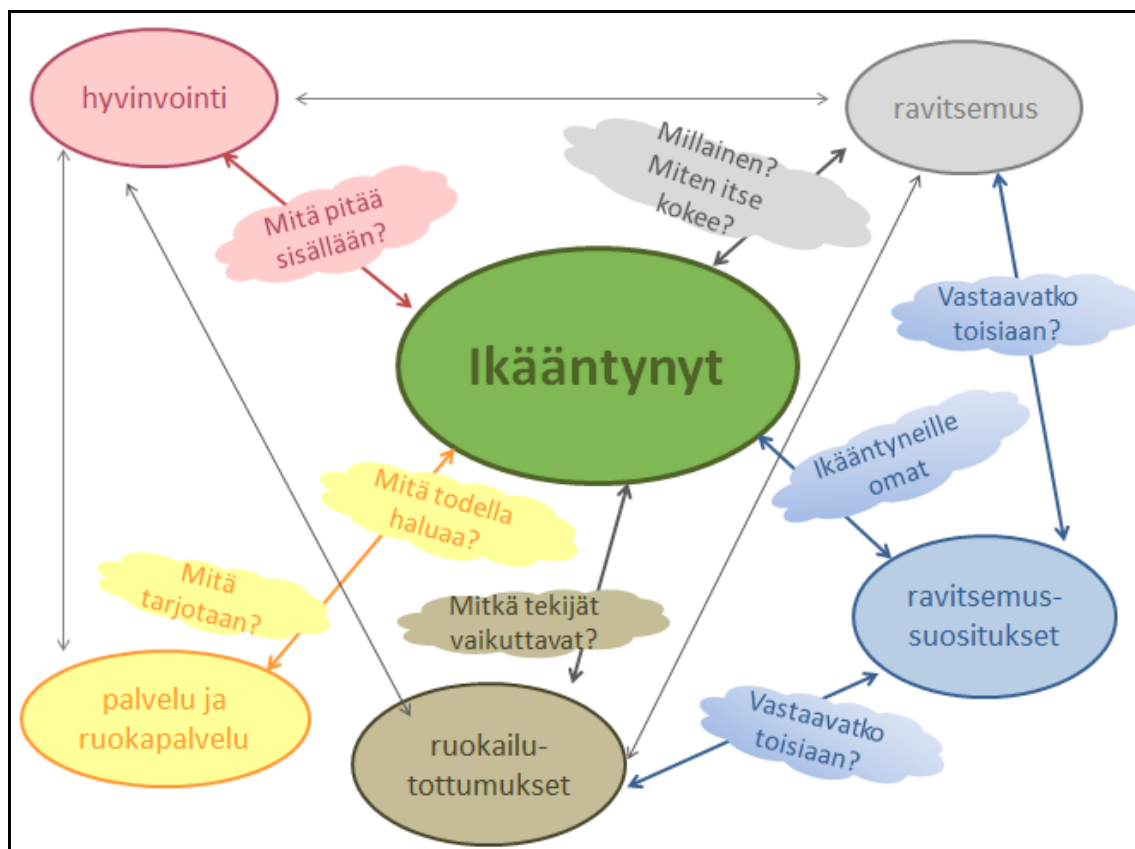 hyvinvointi
ravitsemus
Millainen?
Miten itse
kokee?
Mitä pitää
sisällään?
Vastaavatko
toisiaan?
Ikääntynyt
Ikääntyneille
omat
Mitä todella
haluaa?
Mitä
tarjotaan?
Mitkä tekijät
vaikuttavat?
ravitsemus-
suositukset
palvelu ja
ruokapalvelu
ruokailu-
tottumukset
Vastaavatko
toisiaan?